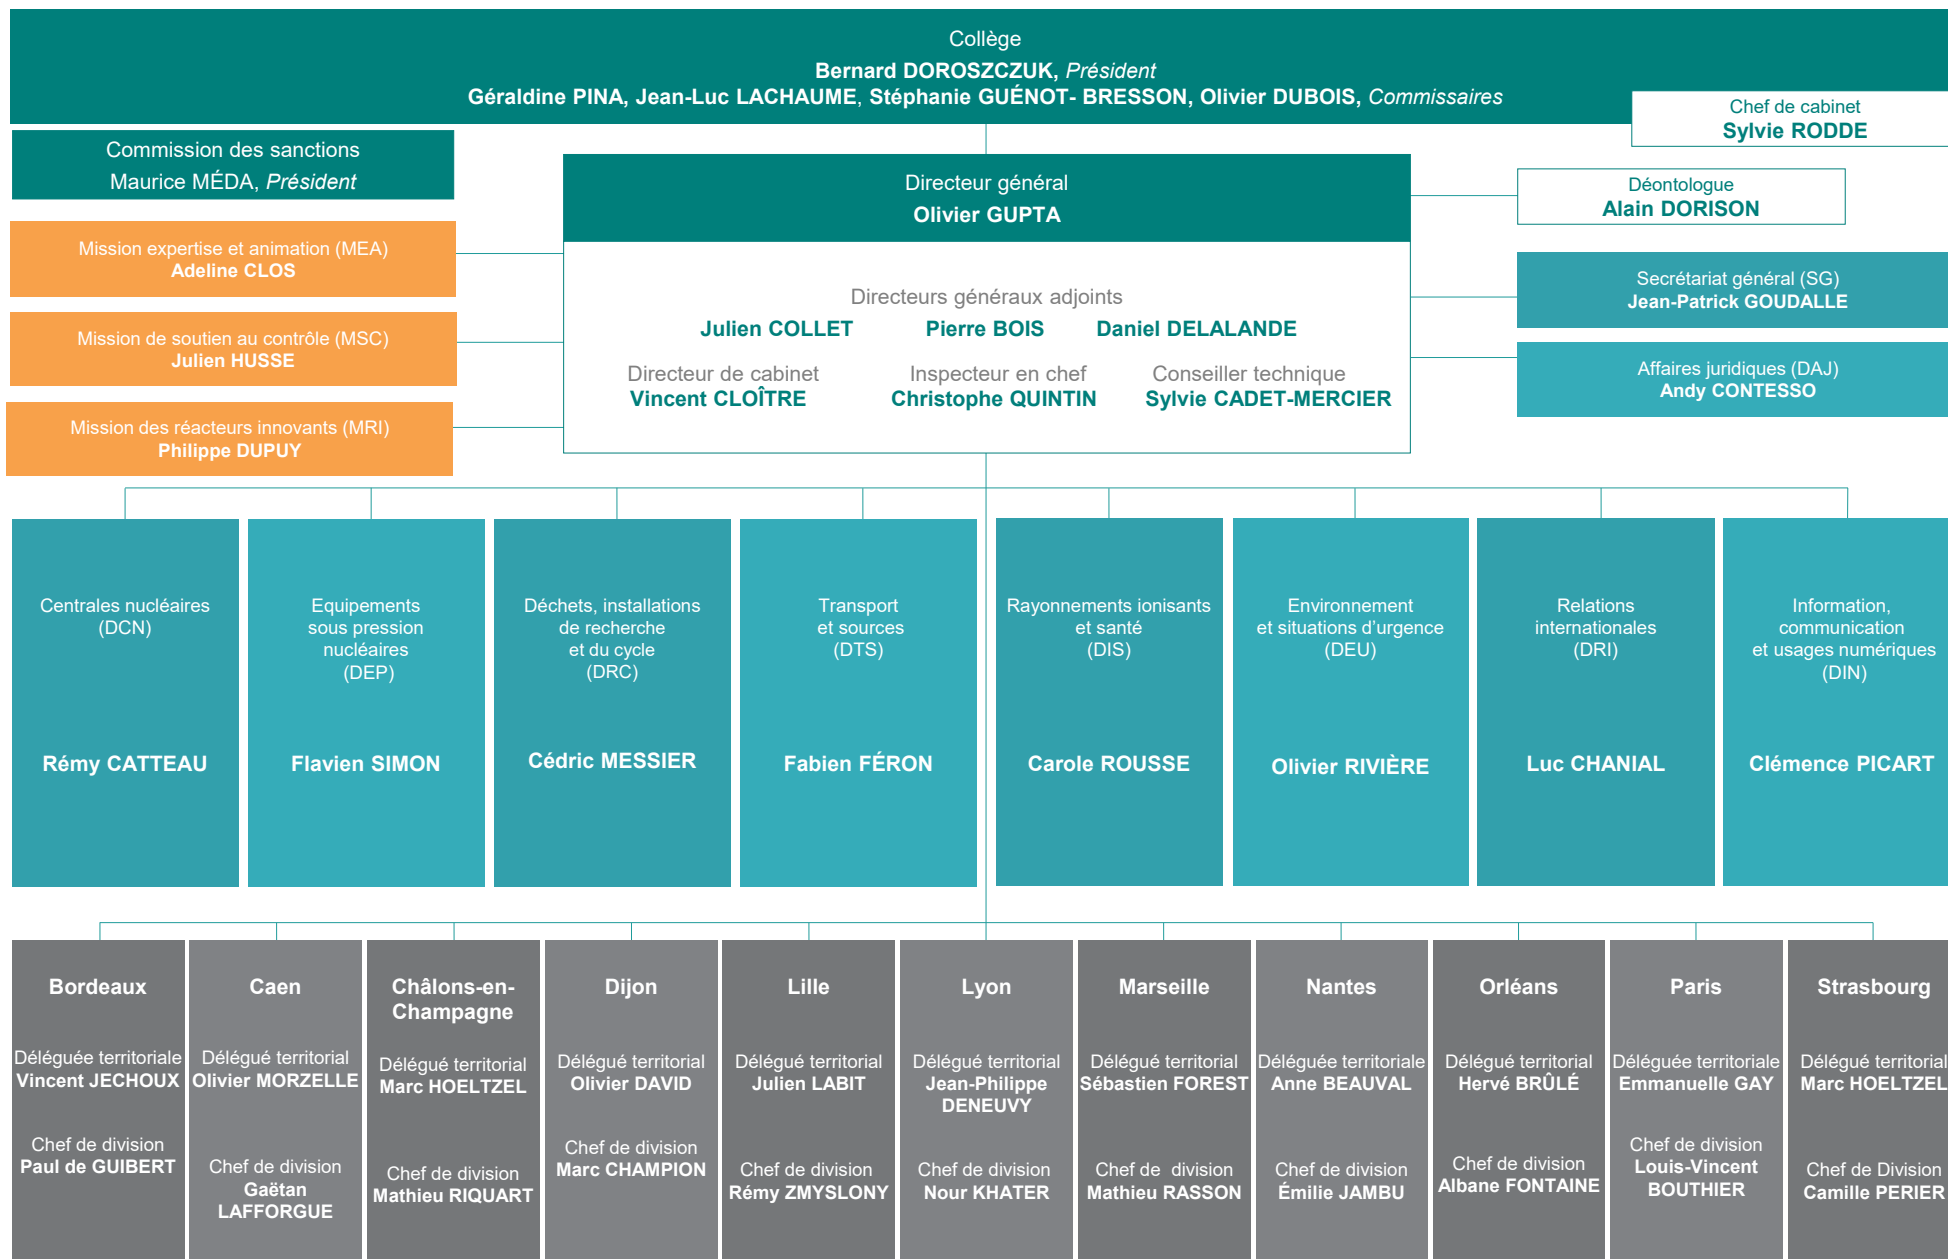 Collège
Bernard DOROSZCZUK, Président
Géraldine PINA, Jean-Luc LACHAUME, Stéphanie GUÉNOT- BRESSON, Olivier DUBOIS, Commissaires
Chef de cabinet
Sylvie RODDE
Commission des sanctions
Maurice MÉDA, Président
Directeur général
Olivier GUPTA
Déontologue
Alain DORISON
Mission expertise et animation (MEA)
Adeline CLOS
Mission de soutien au contrôle (MSC)
Julien HUSSE
Mission des réacteurs innovants (MRI)
Philippe DUPUY
Directeurs généraux adjoints
Julien COLLET Pierre BOIS Daniel DELALANDE
Directeur de cabinet Inspecteur en chef Conseiller technique
Vincent CLOÎTRE Christophe QUINTIN Sylvie CADET-MERCIER
Secrétariat général (SG)
Jean-Patrick GOUDALLE
Affaires juridiques (DAJ)
Andy CONTESSO
Centrales nucléaires
(DCN)
Rémy CATTEAU
Equipements
sous pression
nucléaires
(DEP)
Flavien SIMON
Déchets, installations
de recherche
et du cycle
(DRC)
Cédric MESSIER
Transport
et sources
(DTS)
Fabien FÉRON
Rayonnements ionisants
et santé
(DIS)
Carole ROUSSE
Environnement
et situations d’urgence
(DEU)
Olivier RIVIÈRE
Relations
internationales
(DRI)
Luc CHANIAL
Information,
communication
et usages numériques
(DIN)
Clémence PICART
Bordeaux
Déléguée territoriale
Vincent JECHOUX
Chef de division
Paul de GUIBERT
Caen
Délégué territorial
Olivier MORZELLE
Chef de division
Gaëtan
LAFFORGUE
Châlons-en-
Champagne
Délégué territorial
Marc HOELTZEL
Chef de division
Mathieu RIQUART
Dijon
Délégué territorial
Olivier DAVID
Chef de division
Marc CHAMPION
Lille
Délégué territorial
Julien LABIT
Chef de division
Rémy ZMYSLONY
Lyon
Délégué territorial
Jean-Philippe
DENEUVY
Chef de division
Nour KHATER
Marseille
Délégué territorial
Sébastien FOREST
Chef de division
Mathieu RASSON
Nantes
Déléguée territoriale
Anne BEAUVAL
Chef de division
Émilie JAMBU
Orléans
Délégué territorial
Hervé BRÛLÉ
Chef de division
Albane FONTAINE
Paris
Déléguée territoriale
Emmanuelle GAY
Chef de division
Louis-Vincent
BOUTHIER
Strasbourg
Délégué territorial
Marc HOELTZEL
Chef de Division
Camille PERIER